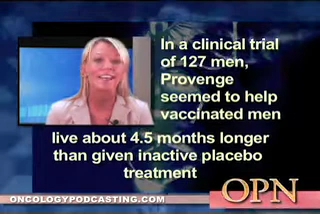 In a clinical trial
of 127 men,
Provenge
seemed to help
vaccinated men
live about 4.5 months longer
than given inactive placebo
treatment
OPN
ONCOLOGYPODCASTING.COM